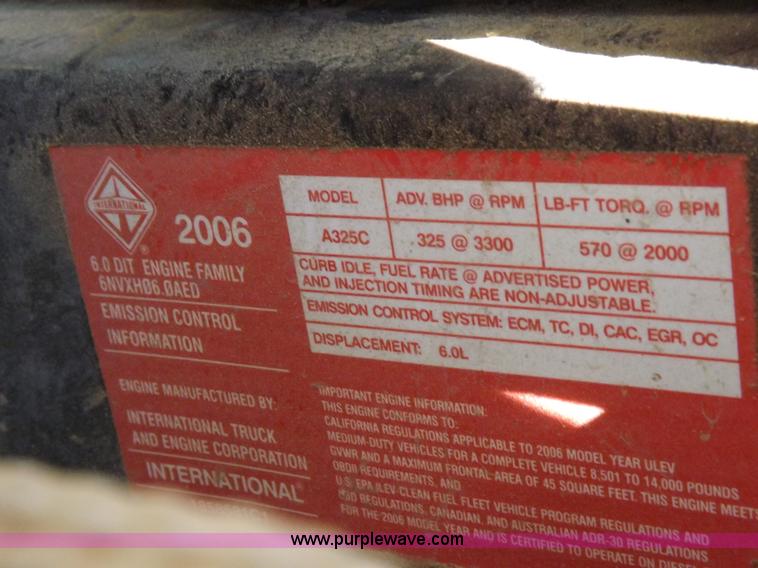 INTERNATIONAL
®
2006
6.0 DIT ENGINE FAMILY
6NVXH06.0AED
EMISSION CONTROL
INFORMATION
ENGINE MANUFACTURED BY:
INTERNATIONAL TRUCK
AND ENGINE CORPORATION
INTERNATIONAL®
MODEL ADV. BHP @ RPM LB-FT TORQ. @ RPM
A325C 325 @ 3300 570 @ 2000
CURB IDLE, FUEL RATE @ ADVERTISED POWER,
AND INJECTION TIMING ARE NON-ADJUSTABLE.
EMISSION CONTROL SYSTEM: ECM, TC, DI, CAC, EGR, OC
DISPLACEMENT: 6.0L
IMPORTANT ENGINE INFORMATION:
THIS ENGINE CONFORMS TO:
CALIFORNIA REGULATIONS APPLICABLE TO 2006 MODEL YEAR ULEV
MEDIUM-DUTY VEHICLES FOR A COMPLETE VEHICLE 8,501 TO 14,000 POUNDS
GVWR AND A MAXIMUM FRONTAL-AREA OF 45 SQUARE FEET. THIS ENGINE MEETS
OBDII REQUIREMENTS, AND
U.S. EPA ILEV CLEAN FUEL FLEET VEHICLE PROGRAM REGULATIONS AND
REGULATIONS, CANADIAN, AND AUSTRALIAN ADR-30 REGULATIONS
FOR THE 2006 MODEL YEAR AND IS CERTIFIED TO OPERATE ON
www.purplewave.com